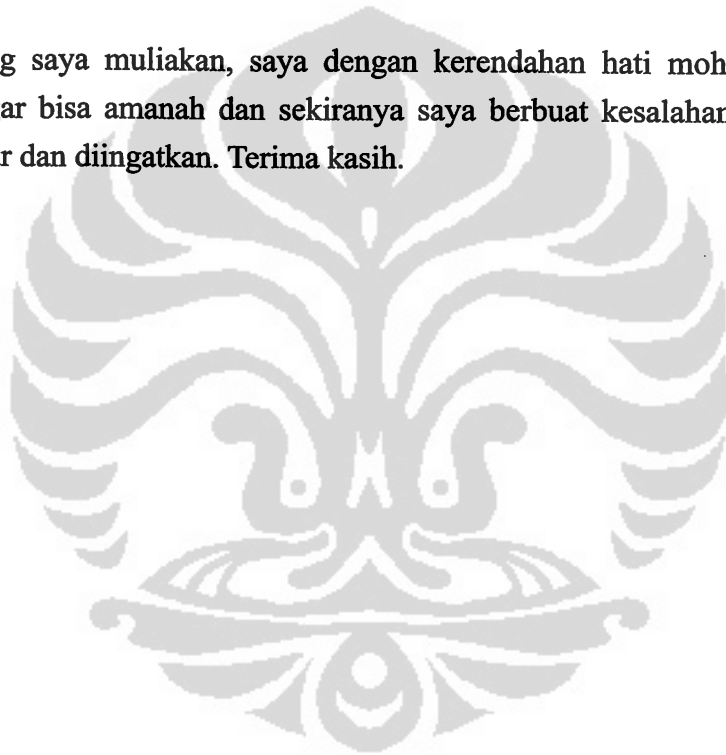 g saya muliakan, saya dengan kerendahan hati moh
ar bisa amanah dan sekiranya saya berbuat kesalahan
r dan diingatkan. Terima kasih.